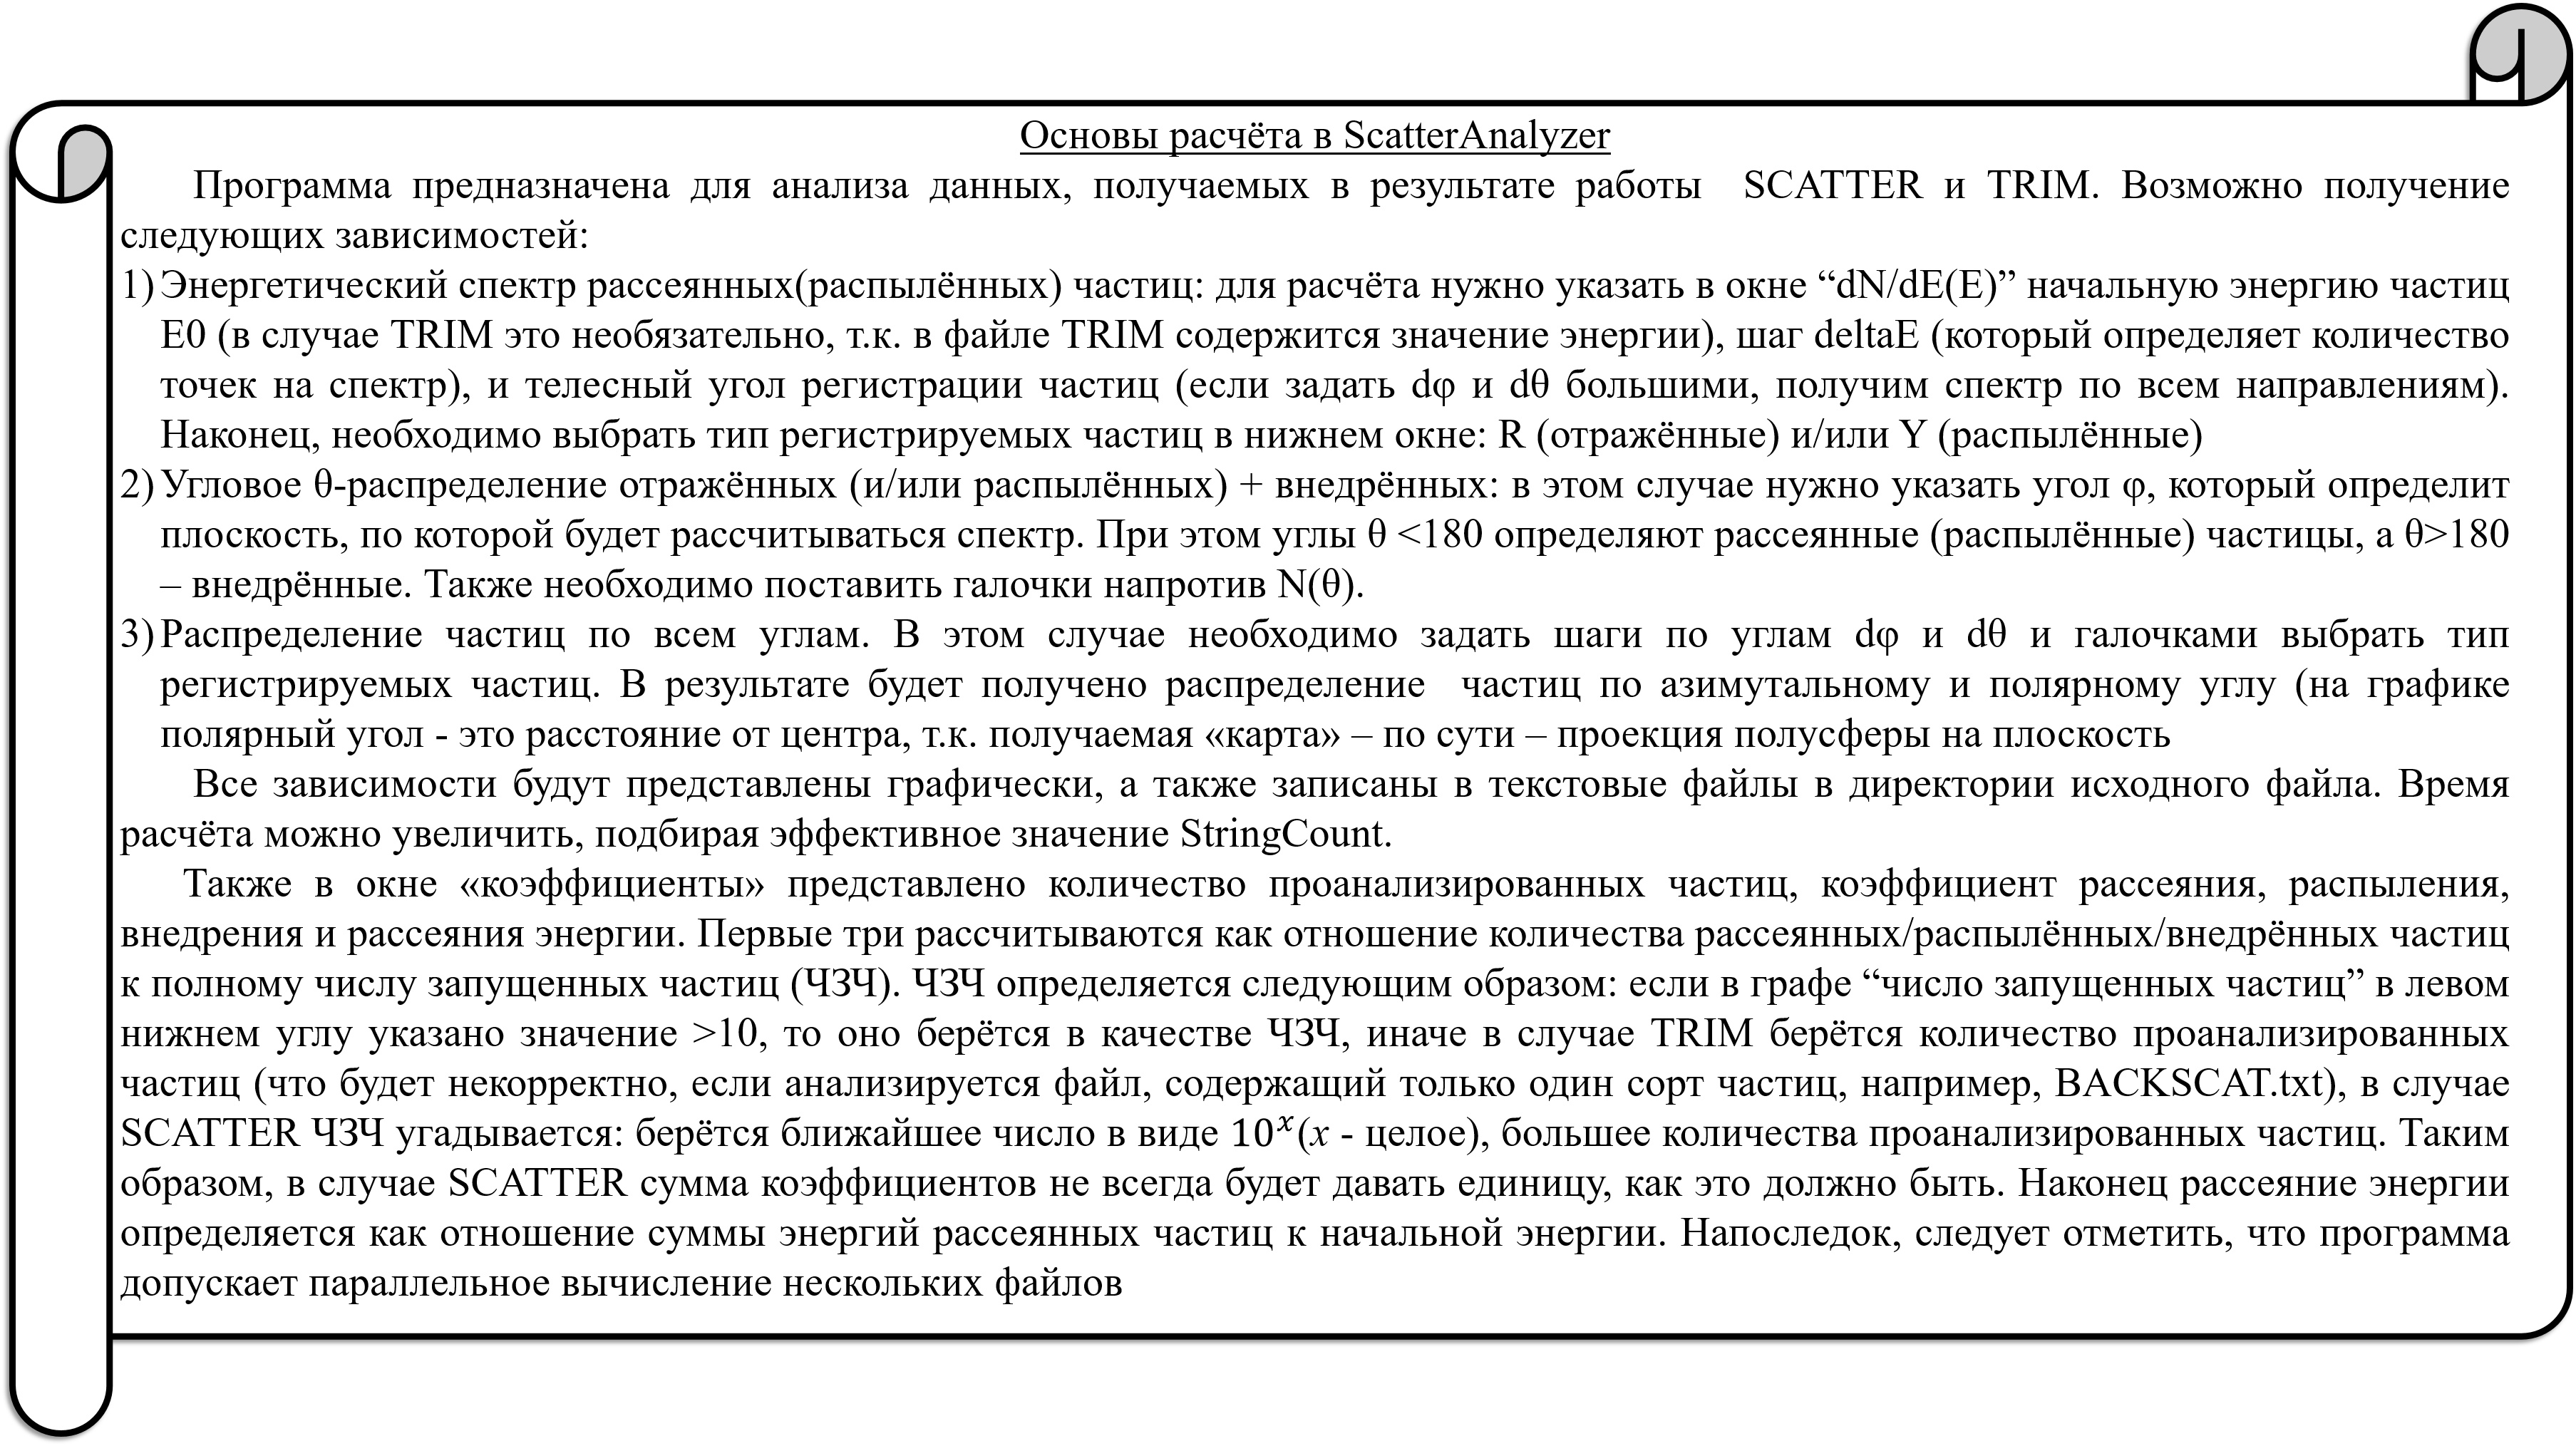 Основы расчёта в ScatterAnalyzer
Программа предназначена для анализа данных, получаемых в результате работы SCATTER и TRIM. Возможно получение
следующих зависимостей:
1) Энергетический спектр рассеянных(распылённых) частиц: для расчёта нужно указать в окне “dN/dE(E)” начальную энергию частиц
E0 (в случае TRIM это необязательно, т.к. в файле TRIM содержится значение энергии), шаг deltaE (который определяет количество
точек на спектр), и телесный угол регистрации частиц (если задать dφ и dθ большими, получим спектр по всем направлениям).
Наконец, необходимо выбрать тип регистрируемых частиц в нижнем окне: R (отражённые) и/или Y (распылённые)
2) Угловое θ-распределение отражённых (и/или распылённых) + внедрённых: в этом случае нужно указать угол φ, который определит
плоскость, по которой будет рассчитываться спектр. При этом углы θ <180 определяют рассеянные (распылённые) частицы, а θ>180
– внедрённые. Также необходимо поставить галочки напротив N(θ).
3) Распределение частиц по всем углам. В этом случае необходимо задать шаги по углам dφ и dθ и галочками выбрать тип
регистрируемых частиц. В результате будет получено распределение частиц по азимутальному и полярному углу (на графике
полярный угол - это расстояние от центра, т.к. получаемая «карта» – по сути – проекция полусферы на плоскость
Все зависимости будут представлены графически, а также записаны в текстовые файлы в директории исходного файла. Время
расчёта можно увеличить, подбирая эффективное значение StringCount.
Также в окне «коэффициенты» представлено количество проанализированных частиц, коэффициент рассеяния, распыления,
внедрения и рассеяния энергии. Первые три рассчитываются как отношение количества рассеянных/распылённых/внедрённых частиц
к полному числу запущенных частиц (ЧЗЧ). ЧЗЧ определяется следующим образом: если в графе “число запущенных частиц” в левом
нижнем углу указано значение >10, то оно берётся в качестве ЧЗЧ, иначе в случае TRIM берётся количество проанализированных
частиц (что будет некорректно, если анализируется файл, содержащий только один сорт частиц, например, BACKSCAT.txt), в случае
SCATTER ЧЗЧ угадывается: берётся ближайшее число в виде 10^x(x - целое), большее количества проанализированных частиц. Таким
образом, в случае SCATTER сумма коэффициентов не всегда будет давать единицу, как это должно быть. Наконец рассеяние энергии
определяется как отношение суммы энергий рассеянных частиц к начальной энергии. Напоследок, следует отметить, что программа
допускает параллельное вычисление нескольких файлов